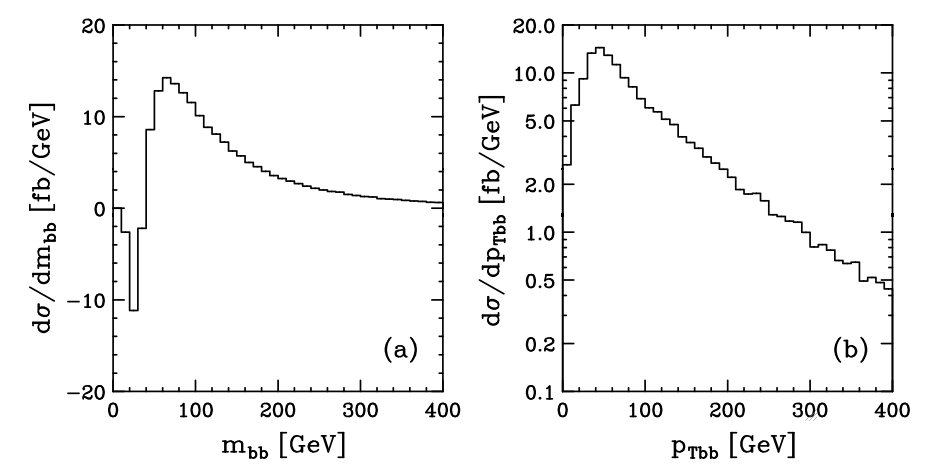 20
10
0
−10
−20
0 100 200 300 400
dσ/dm_bb [fb/GeV]
m_bb [GeV]
(a)
20.0
10.0
5.0
2.0
1.0
0.5
0.2
0.1
0 100 200 300 400
dσ/dp_Tbb [fb/GeV]
p_Tbb [GeV]
(b)